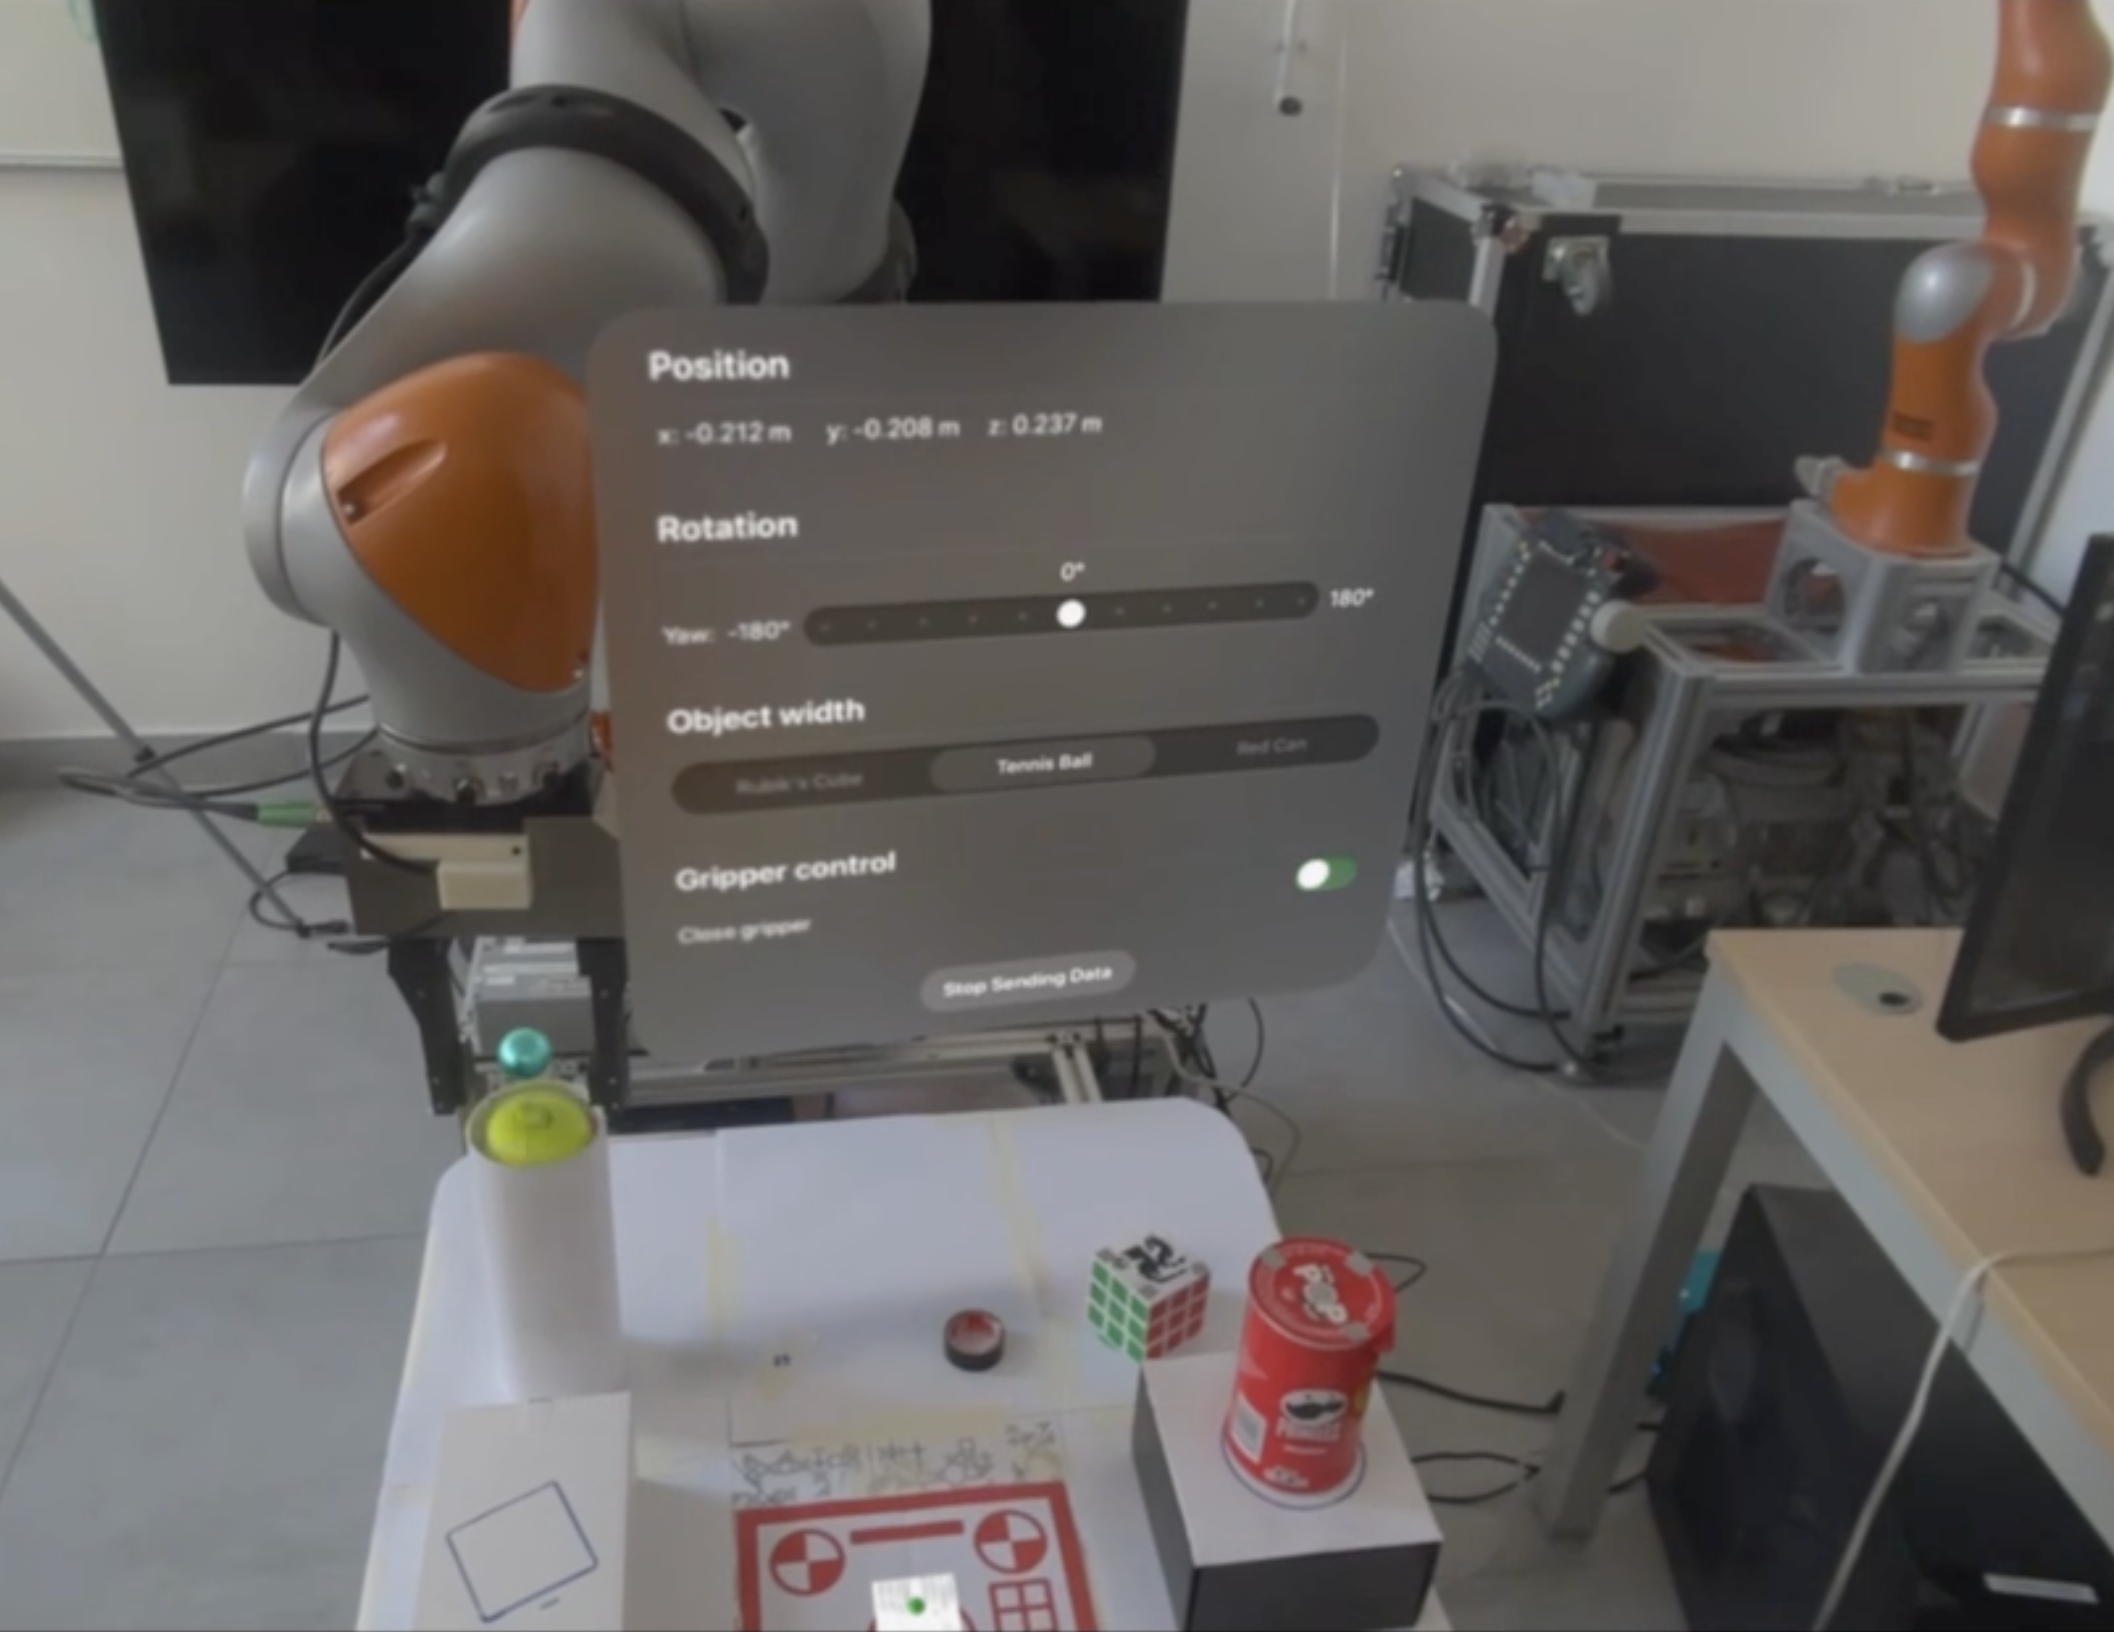 Position
x: -0.212 m y: -0.208 m z: 0.237 m
Rotation
0°
Yaw: -180° 180°
Object width
Rubik's Cube Tennis Ball Red Can
Gripper control
Close gripper
Stop Sending Data
PRINGLES